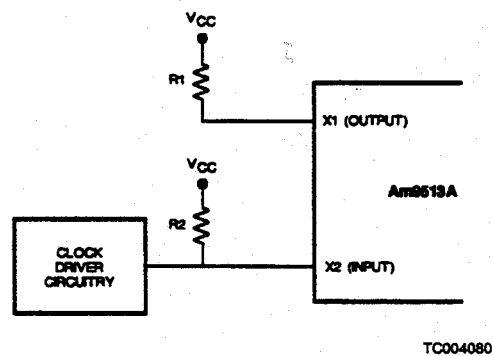 VCC
R1
X1 (OUTPUT)
Am9513A
VCC
R2
CLOCK
DRIVER
CIRCUITRY
X2 (INPUT)
TC004080